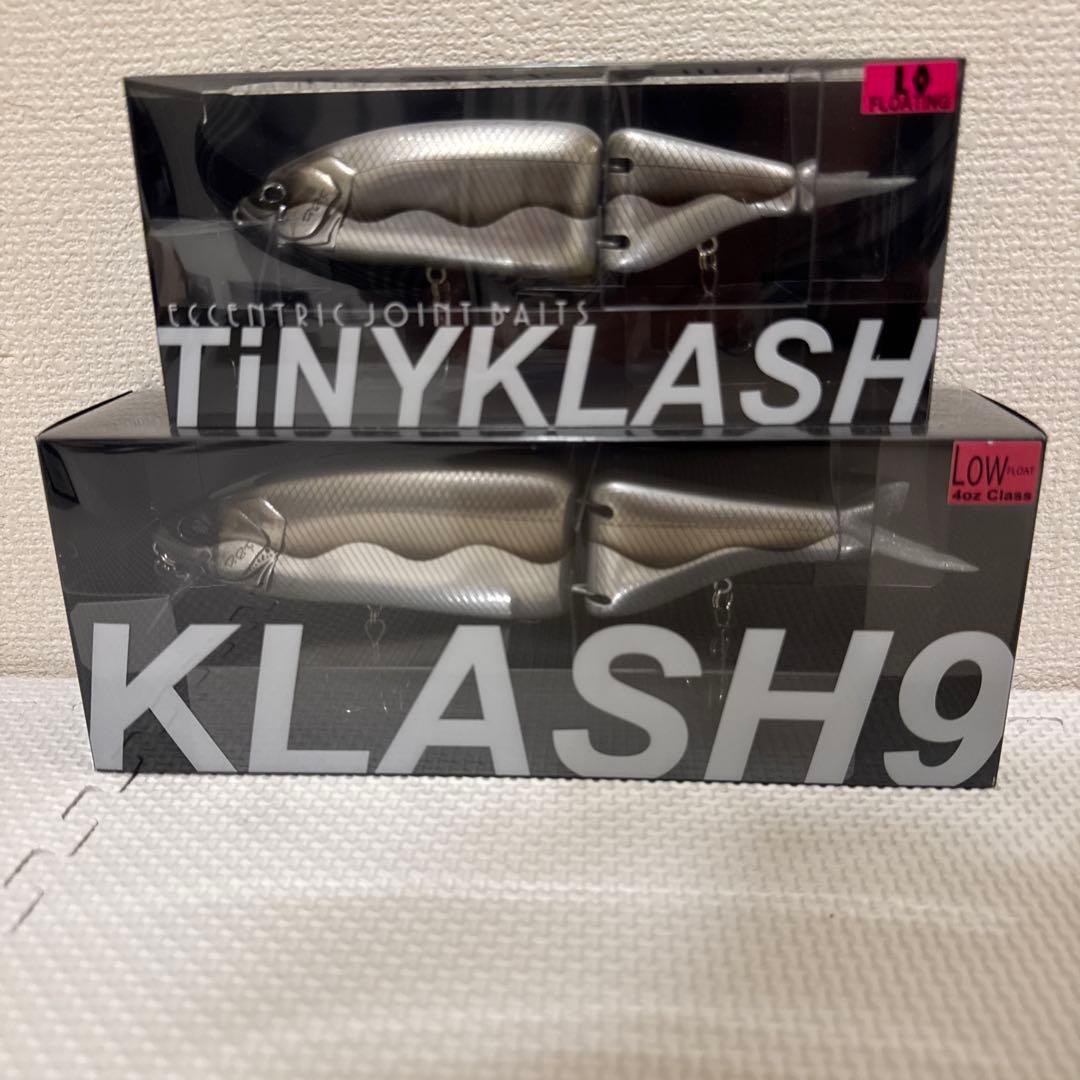 LO
FLOATING
ECCENTRIC JOINT BAITS
TiNYKLASH
LOW FLOAT
4oz Class
KLASH9